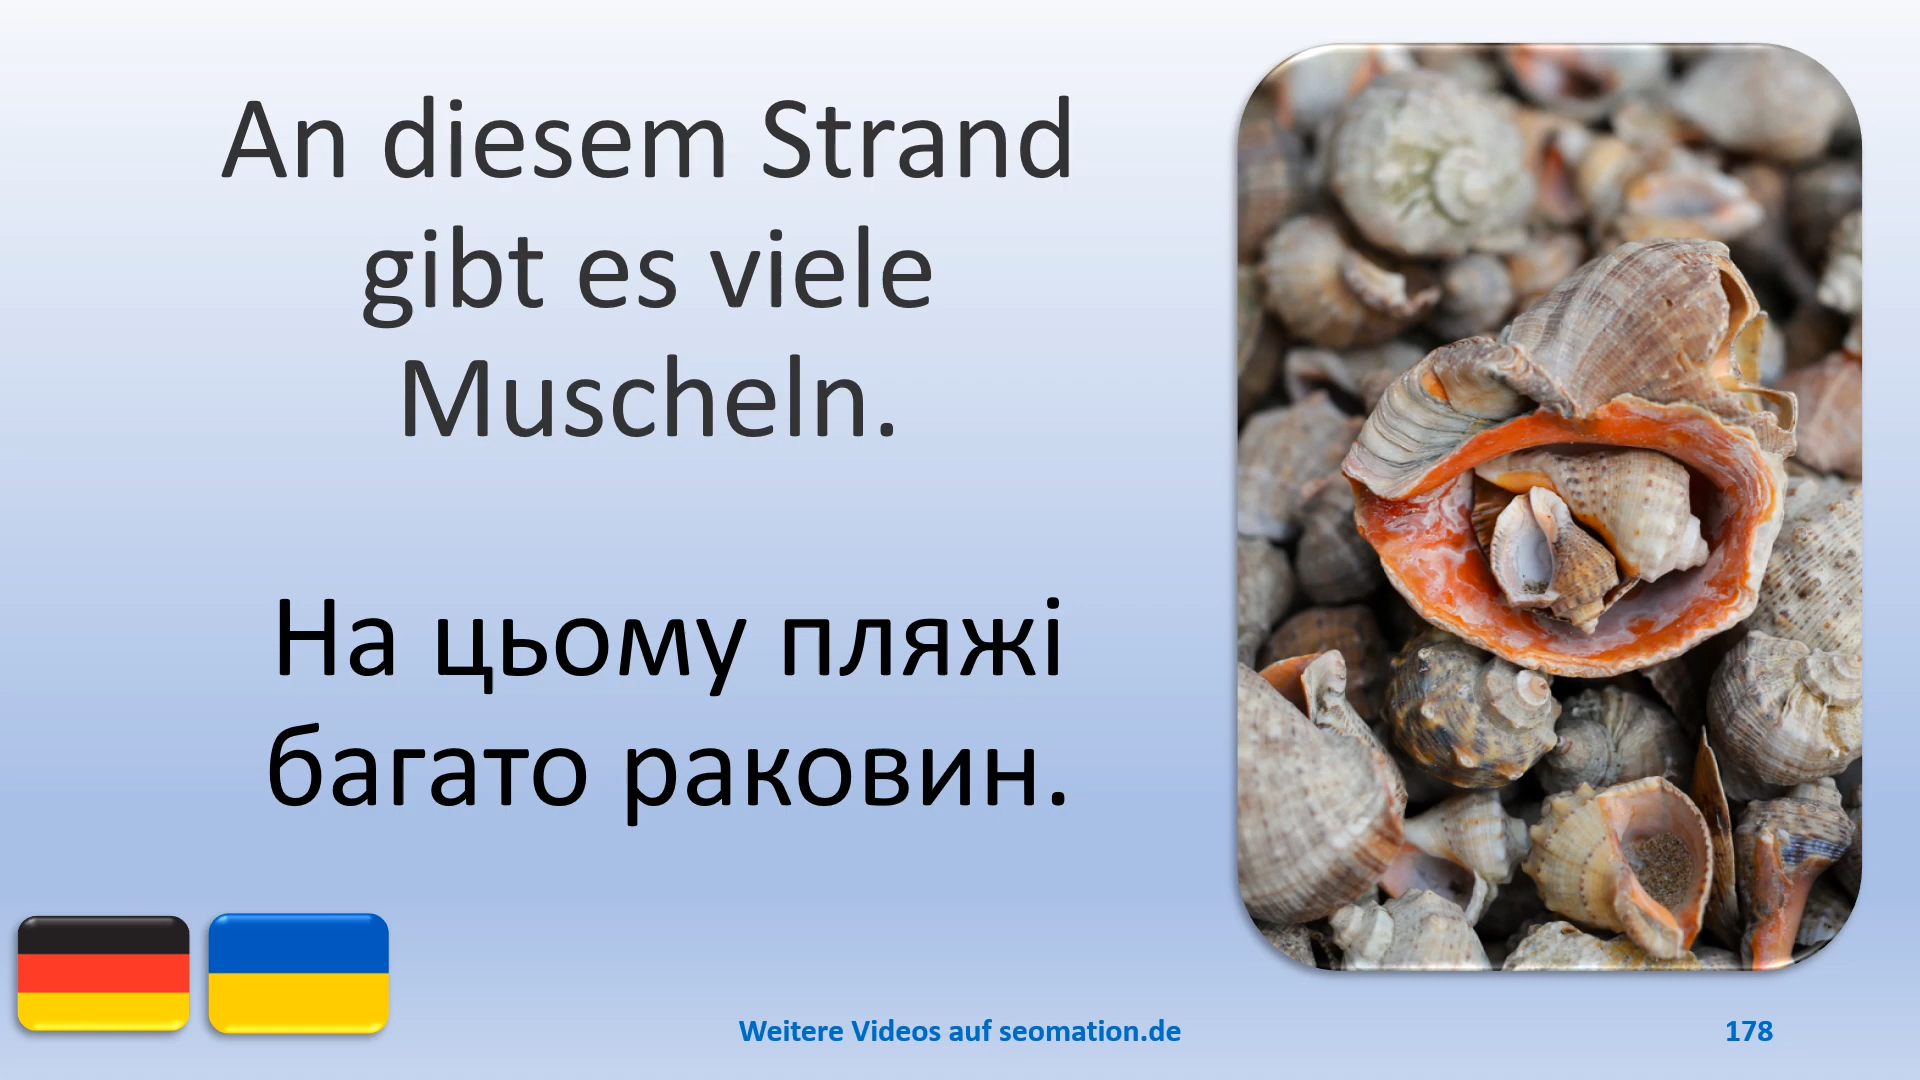 An diesem Strand
gibt es viele
Muscheln.
На цьому пляжі
багато раковин.
Weitere Videos auf seomation.de
178